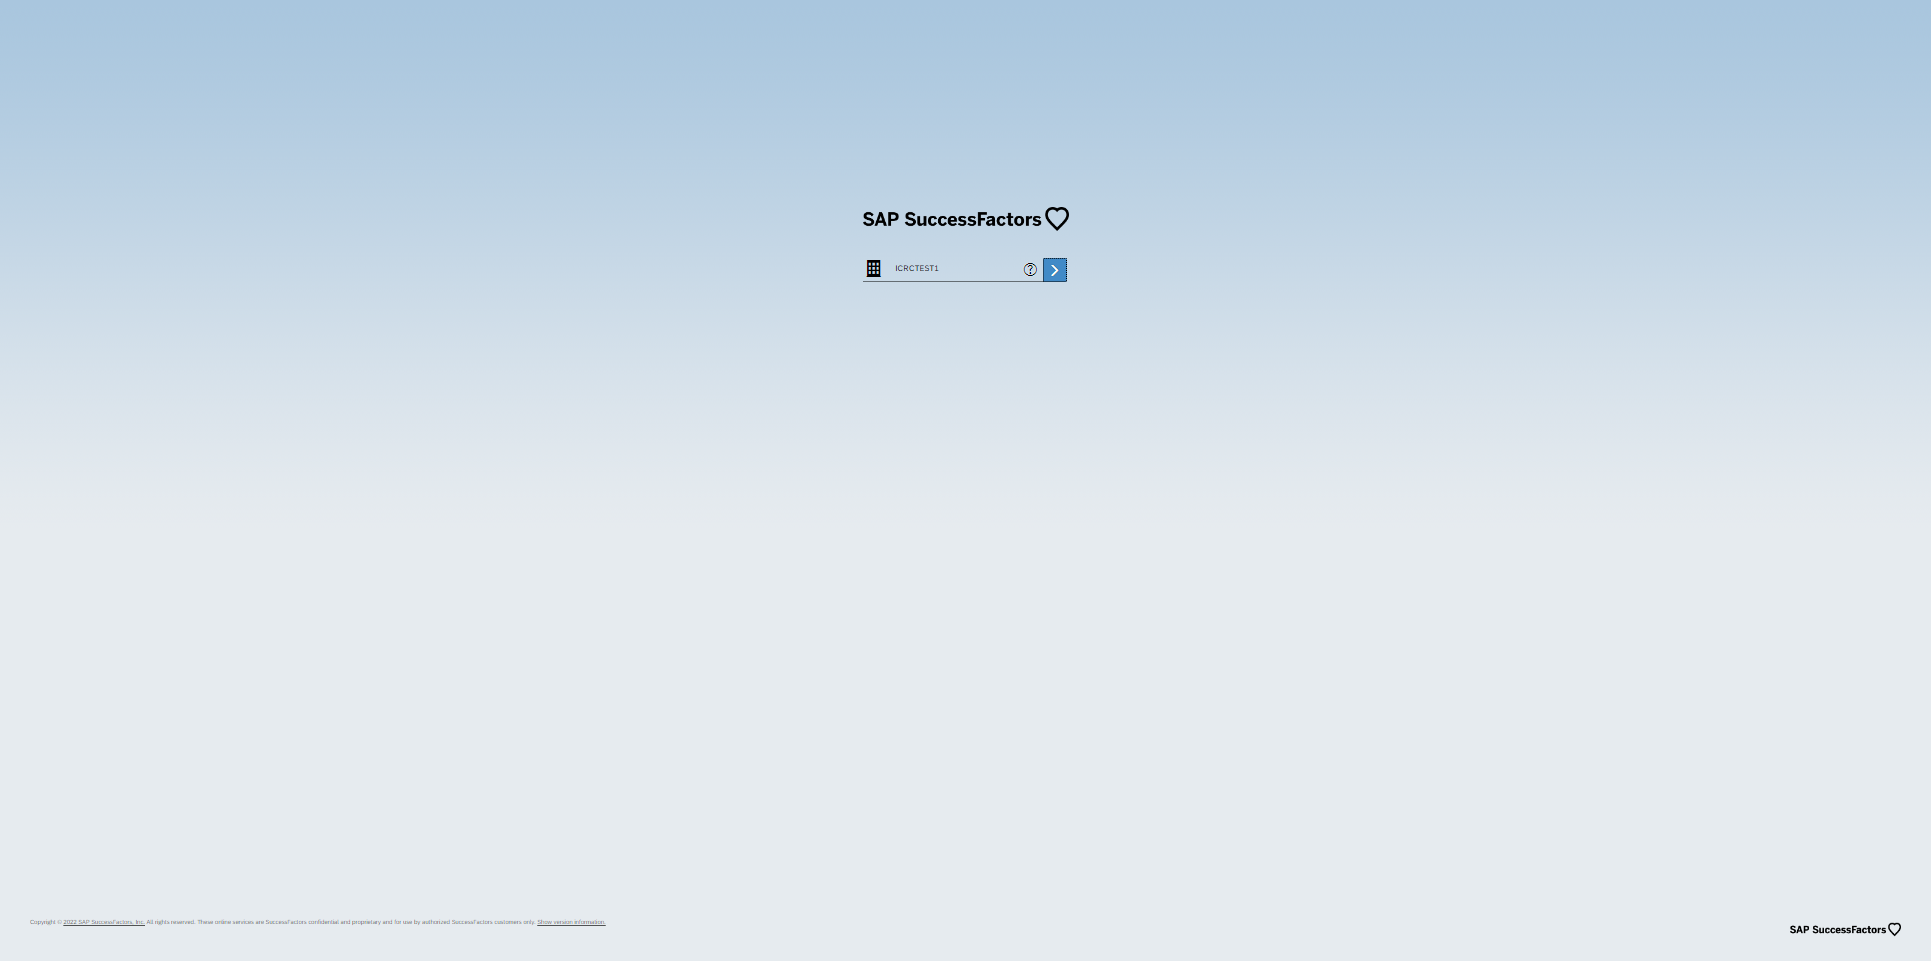 SAP SuccessFactors
ICRCTEST1
Copyright © 2022 SAP SuccessFactors, Inc. All rights reserved. These online services are SuccessFactors confidential and proprietary and for use by authorized SuccessFactors customers only. Show version information.
SAP SuccessFactors